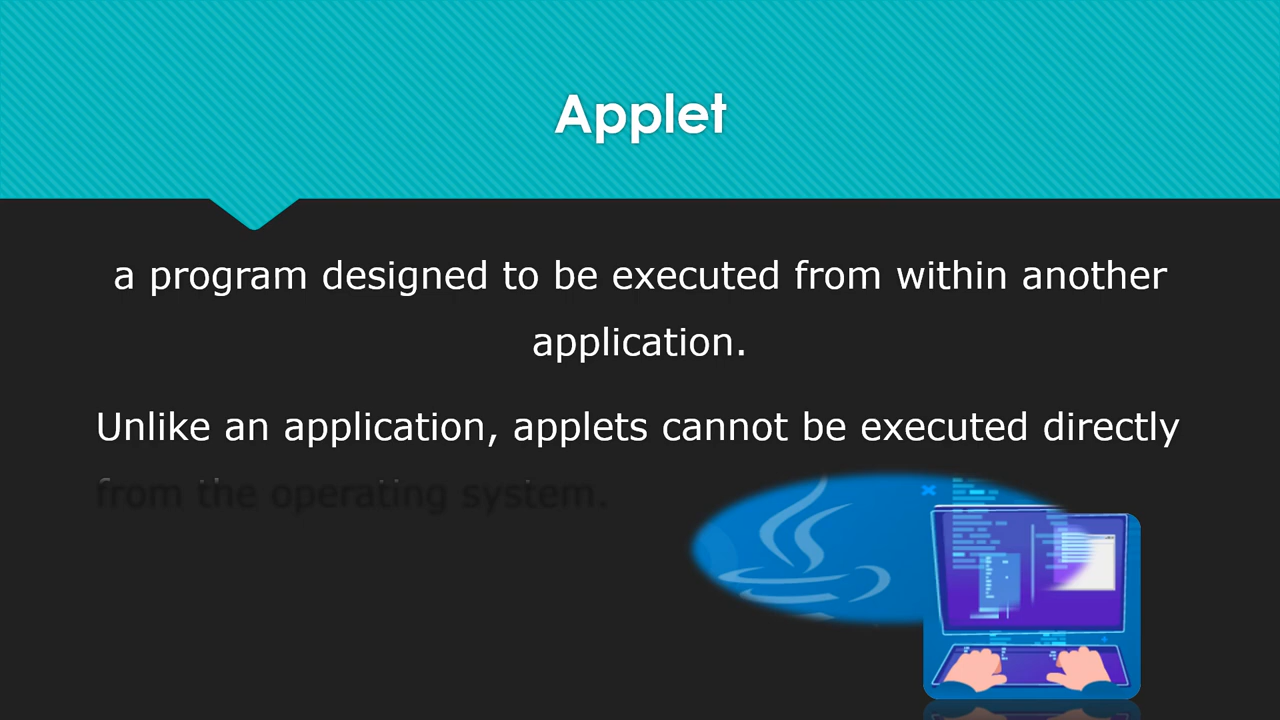 Applet
a program designed to be executed from within another
application.
Unlike an application, applets cannot be executed directly
from the operating system.